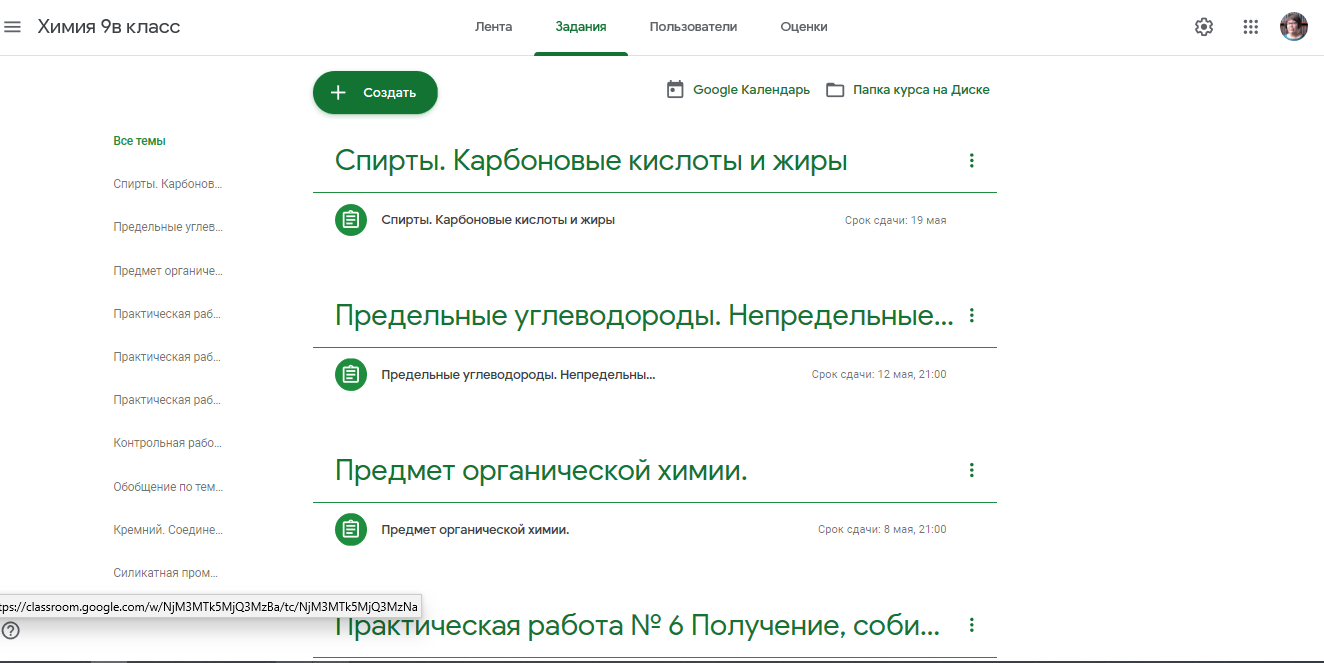 Химия 9в класс
Лента
Задания
Пользователи
Оценки
Создать
Google Календарь
Папка курса на Диске
Все темы
Спирты. Карбонов...
Предельные углев...
Предмет органиче...
Практическая раб...
Практическая раб...
Практическая раб...
Контрольная рабо...
Обобщение по тем...
Кремний. Соедине...
Силикатная пром...
Спирты. Карбоновые кислоты и жиры
Спирты. Карбоновые кислоты и жиры
Срок сдачи: 19 мая
Предельные углеводороды. Непредельные...
Предельные углеводороды. Непредельны...
Срок сдачи: 12 мая, 21:00
Предмет органической химии.
Предмет органической химии.
Срок сдачи: 8 мая, 21:00
Практическая работа № 6 Получение, соби...
tps://classroom.google.com/w/NjM3MTk5MjQ3MzBa/tc/NjM3MTk5MjQ3MzNa